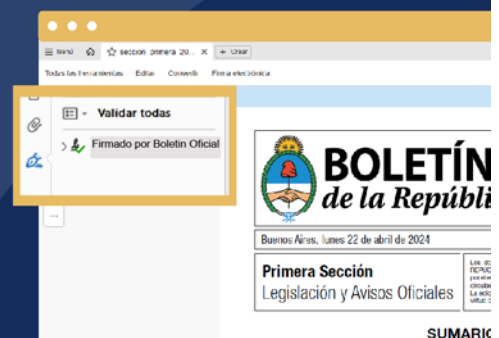 Menú sección primera 20... + Crear
Todas las herramientas Editar Convertir Firma electrónica
Validar todas
Firmado por Boletin Oficial
BOLETÍN
de la Repúbli
Buenos Aires, lunes 22 de abril de 2024
Primera Sección
Legislación y Avisos Oficiales
SUMARIO